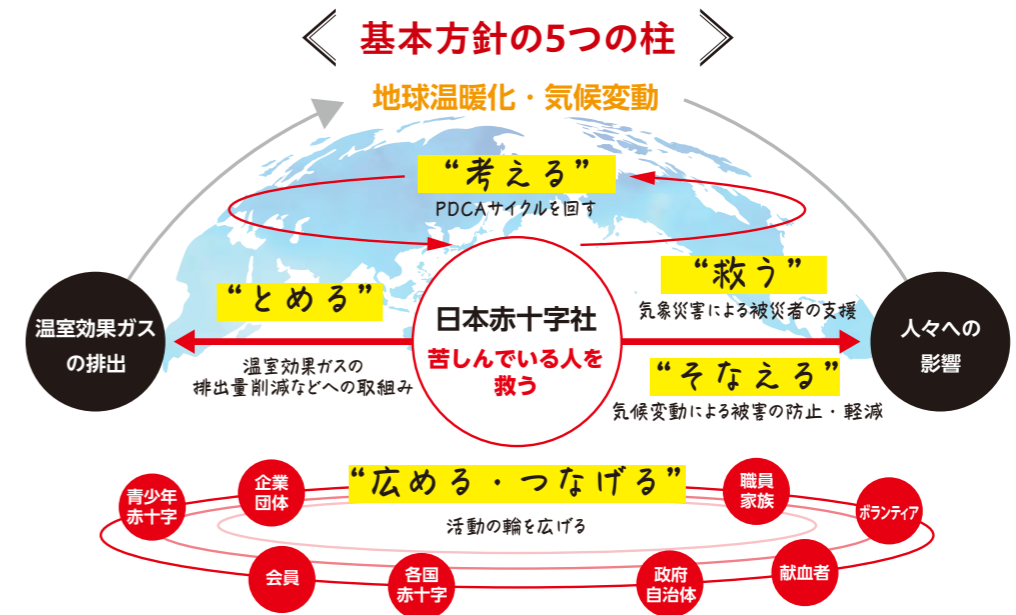 基本方針の5つの柱
地球温暖化・気候変動
“考える”
PDCAサイクルを回す
“とめる”
温室効果ガスの
排出量削減などへの取組み
温室効果ガス
の排出
日本赤十字社
苦しんでいる人を
救う
“救う”
気象災害による被災者の支援
“そなえる”
気候変動による被害の防止・軽減
人々への
影響
“広める・つなげる”
活動の輪を広げる
青少年
赤十字
企業
団体
職員
家族
ボランティア
会員
各国
赤十字
政府
自治体
献血者